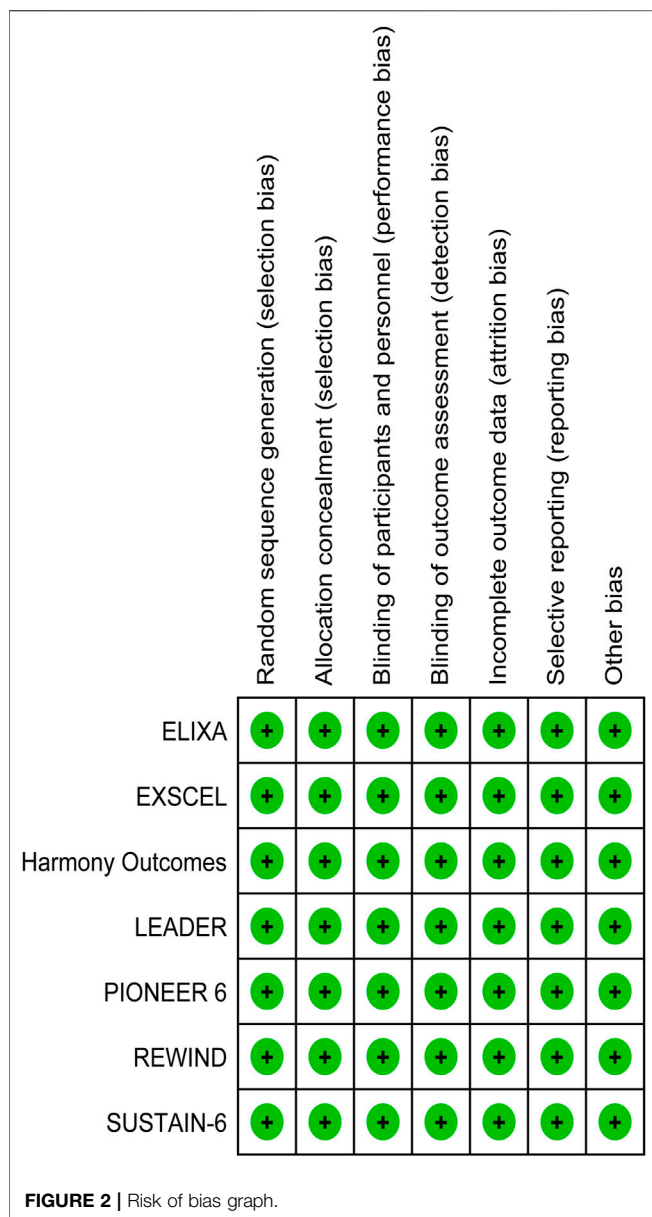 Random sequence generation (selection bias)
Allocation concealment (selection bias)
Blinding of participants and personnel (performance bias)
Blinding of outcome assessment (detection bias)
Incomplete outcome data (attrition bias)
Selective reporting (reporting bias)
Other bias
ELIXA + + + + + + +
EXSCEL + + + + + + +
Harmony Outcomes + + + + + + +
LEADER + + + + + + +
PIONEER 6 + + + + + + +
REWIND + + + + + + +
SUSTAIN-6 + + + + + + +
FIGURE 2 | Risk of bias graph.